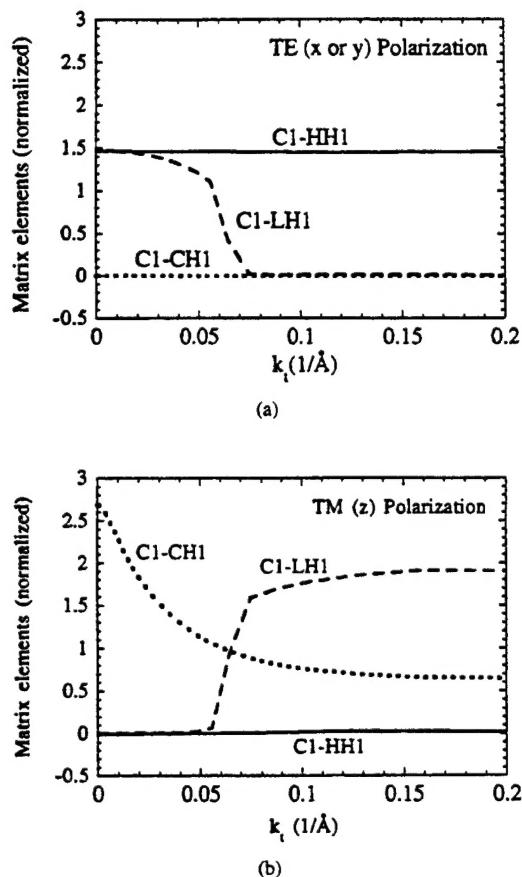 3
TE (x or y) Polarization
2.5
2
C1-HH1
1.5
1
C1-LH1
0.5
C1-CH1
0
-0.5
0 0.05 0.1 0.15 0.2
Matrix elements (normalized)
k_t(1/Å)
(a)
3
TM (z) Polarization
2.5
C1-CH1
2
C1-LH1
1.5
1
0.5
0
C1-HH1
-0.5
0 0.05 0.1 0.15 0.2
Matrix elements (normalized)
k_t (1/Å)
(b)